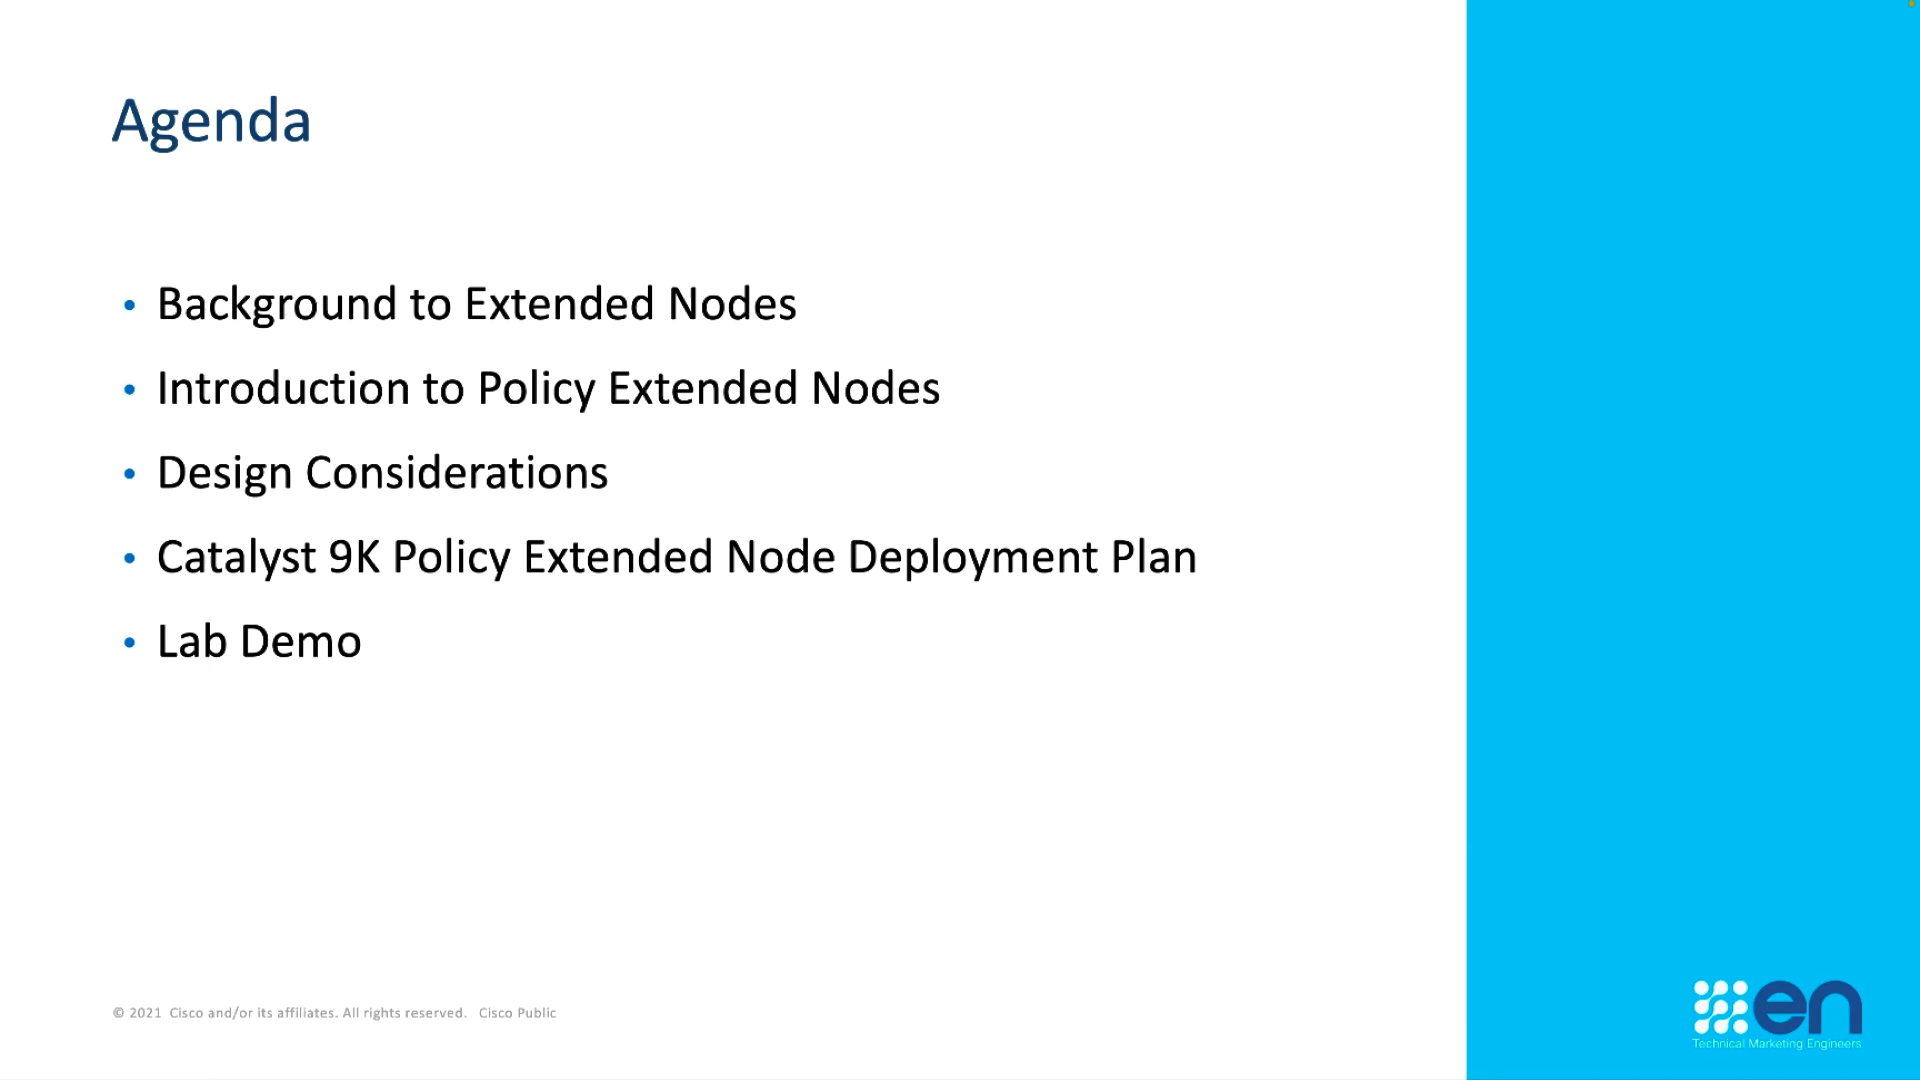 Agenda
• Background to Extended Nodes
• Introduction to Policy Extended Nodes
• Design Considerations
• Catalyst 9K Policy Extended Node Deployment Plan
• Lab Demo
© 2021 Cisco and/or its affiliates. All rights reserved. Cisco Public
en
Technical Marketing Engineers